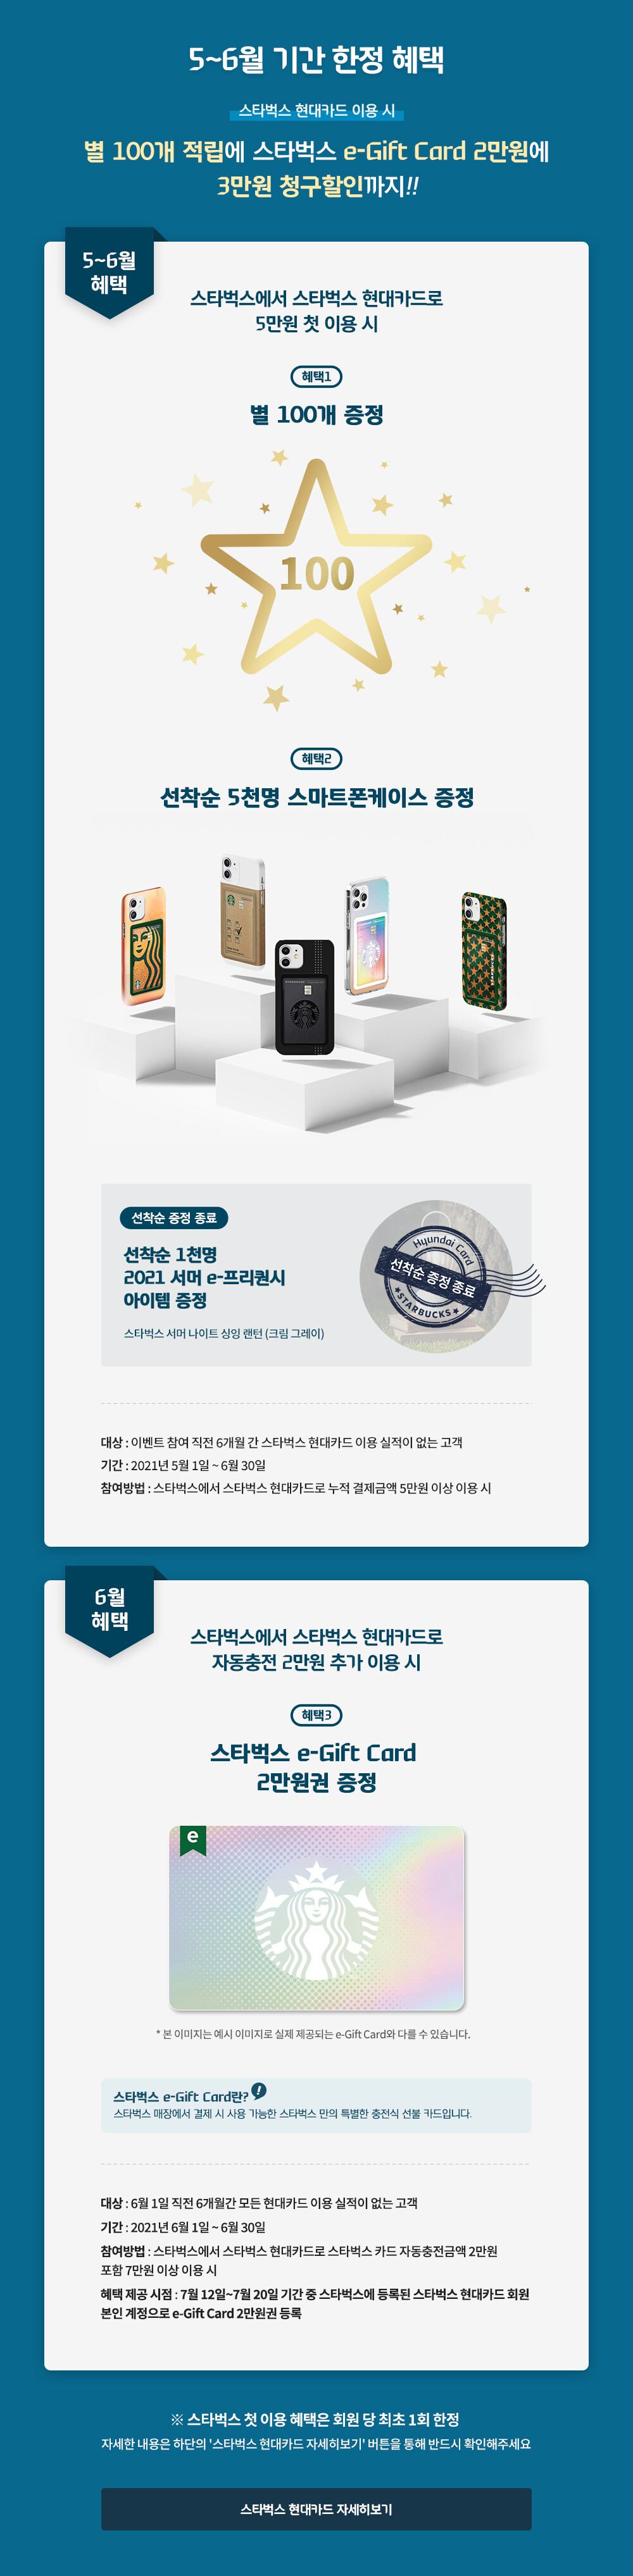 5~6월 기간 한정 혜택
스타벅스 현대카드 이용 시
별 100개 적립에 스타벅스 e-Gift Card 2만원에
3만원 청구할인까지!!
5~6월
혜택
스타벅스에서 스타벅스 현대카드로
5만원 첫 이용 시
혜택1
별 100개 증정
100
혜택2
선착순 5천명 스마트폰케이스 증정
선착순 증정 종료
선착순 1천명
2021 서머 e-프리퀀시
아이템 증정
스타벅스 서머 나이트 싱잉 랜턴 (크림 그레이)
Hyundai Card
선착순 증정 종료
STARBUCKS
대상 : 이벤트 참여 직전 6개월 간 스타벅스 현대카드 이용 실적이 없는 고객
기간 : 2021년 5월 1일 ~ 6월 30일
참여방법 : 스타벅스에서 스타벅스 현대카드로 누적 결제금액 5만원 이상 이용 시
6월
혜택
스타벅스에서 스타벅스 현대카드로
자동충전 2만원 추가 이용 시
혜택3
스타벅스 e-Gift Card
2만원권 증정
e
* 본 이미지는 예시 이미지로 실제 제공되는 e-Gift Card와 다를 수 있습니다.
스타벅스 e-Gift Card란?
스타벅스 매장에서 결제 시 사용 가능한 스타벅스 만의 특별한 충전식 선불 카드입니다.
대상 : 6월 1일 직전 6개월간 모든 현대카드 이용 실적이 없는 고객
기간 : 2021년 6월 1일 ~ 6월 30일
참여방법 : 스타벅스에서 스타벅스 현대카드로 스타벅스 카드 자동충전금액 2만원
포함 7만원 이상 이용 시
혜택 제공 시점 : 7월 12일~7월 20일 기간 중 스타벅스에 등록된 스타벅스 현대카드 회원
본인 계정으로 e-Gift Card 2만원권 등록
※ 스타벅스 첫 이용 혜택은 회원 당 최초 1회 한정
자세한 내용은 하단의 '스타벅스 현대카드 자세히보기' 버튼을 통해 반드시 확인해주세요
스타벅스 현대카드 자세히보기